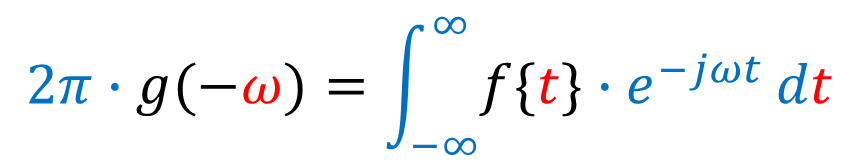 2π · g(−ω) = ∫_{−∞}^{∞} f{t} · e^{−jωt} dt